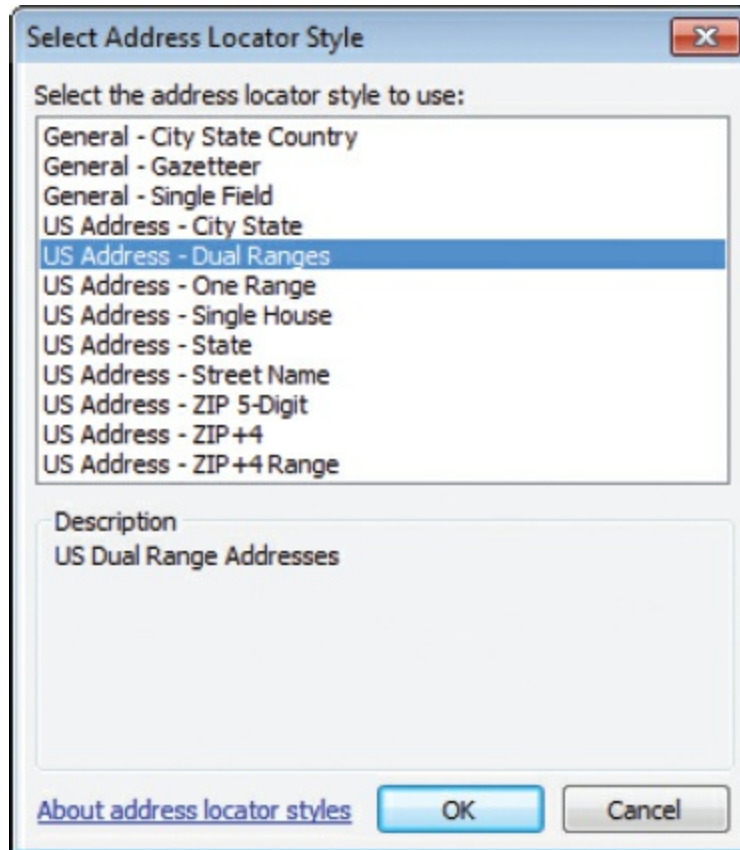 Select Address Locator Style
Select the address locator style to use:
General - City State Country
General - Gazetteer
General - Single Field
US Address - City State
US Address - Dual Ranges
US Address - One Range
US Address - Single House
US Address - State
US Address - Street Name
US Address - ZIP 5-Digit
US Address - ZIP+4
US Address - ZIP+4 Range
Description
US Dual Range Addresses
About address locator styles OK Cancel